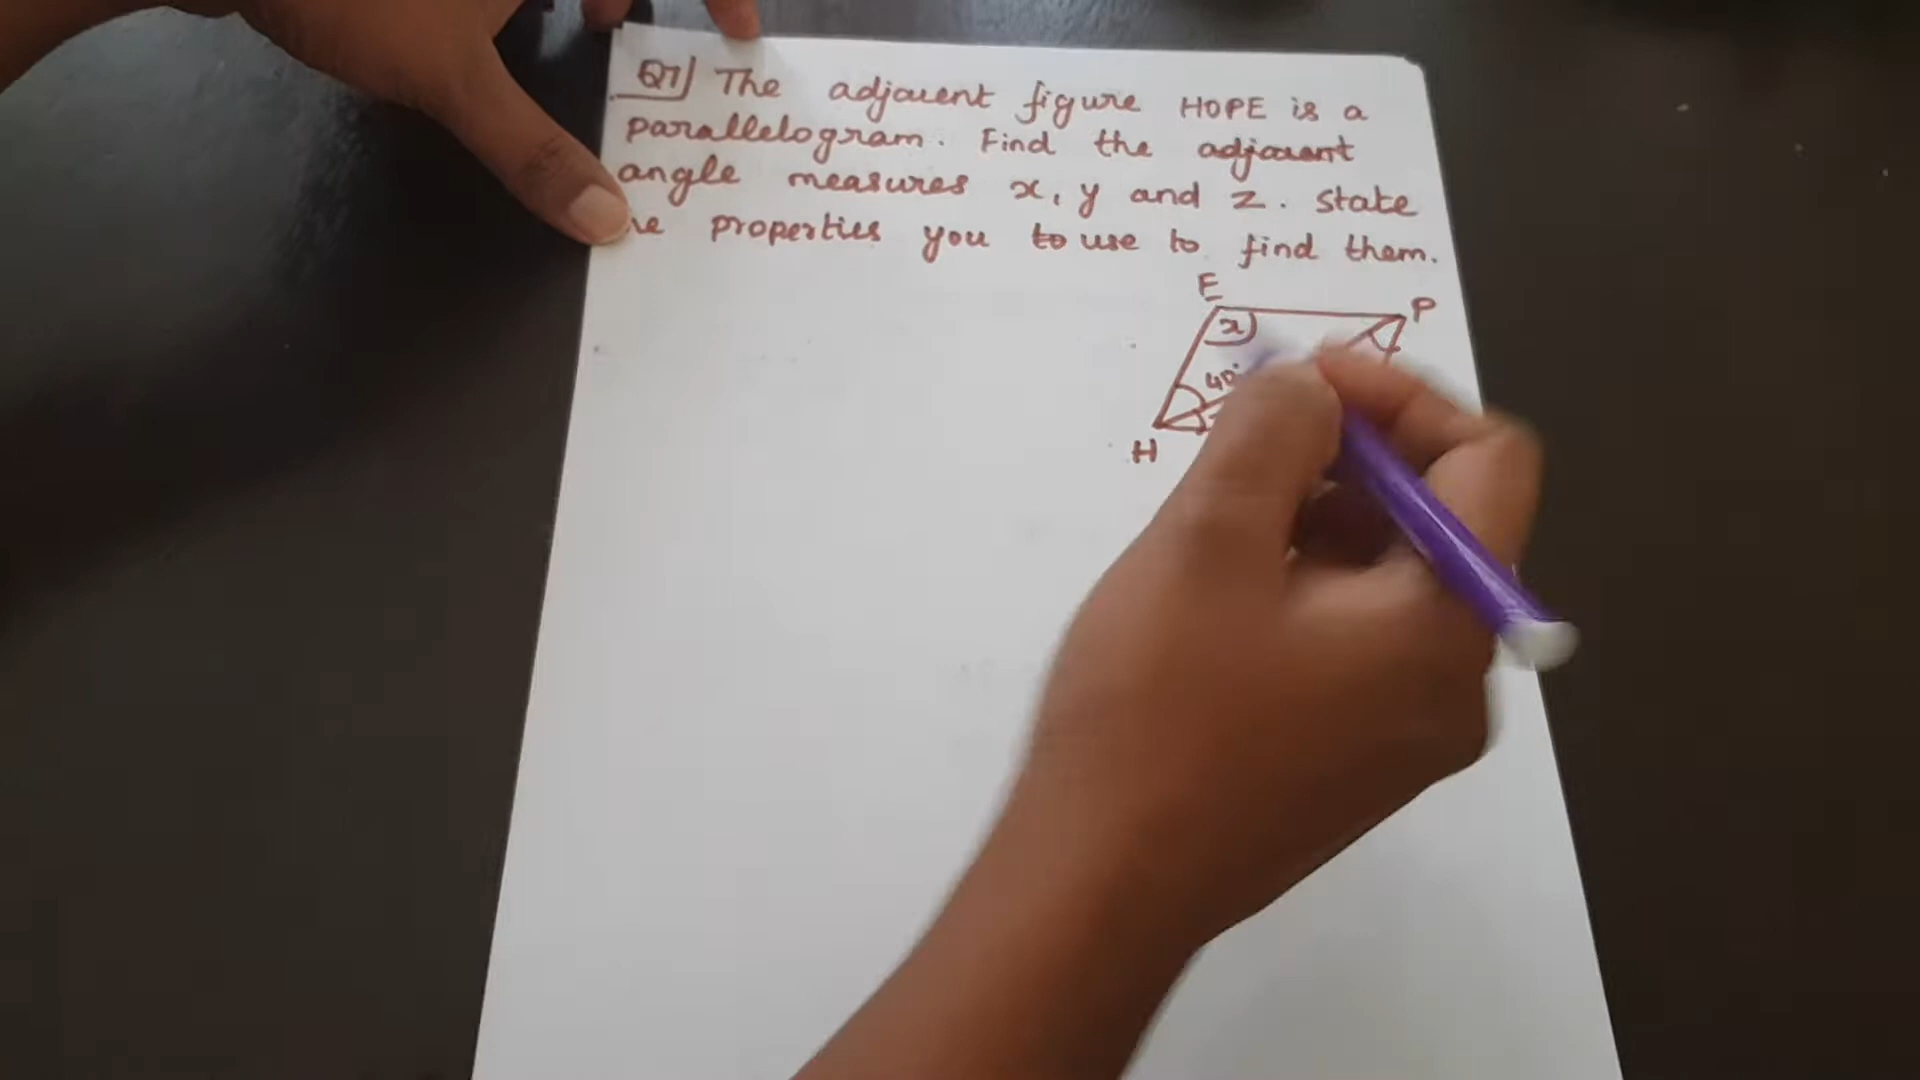 Q7) The adjacent figure HOPE is a
parallelogram. Find the adjacent
angle measures x, y and z. State
he properties you to use to find them.
E
P
x
40°
H